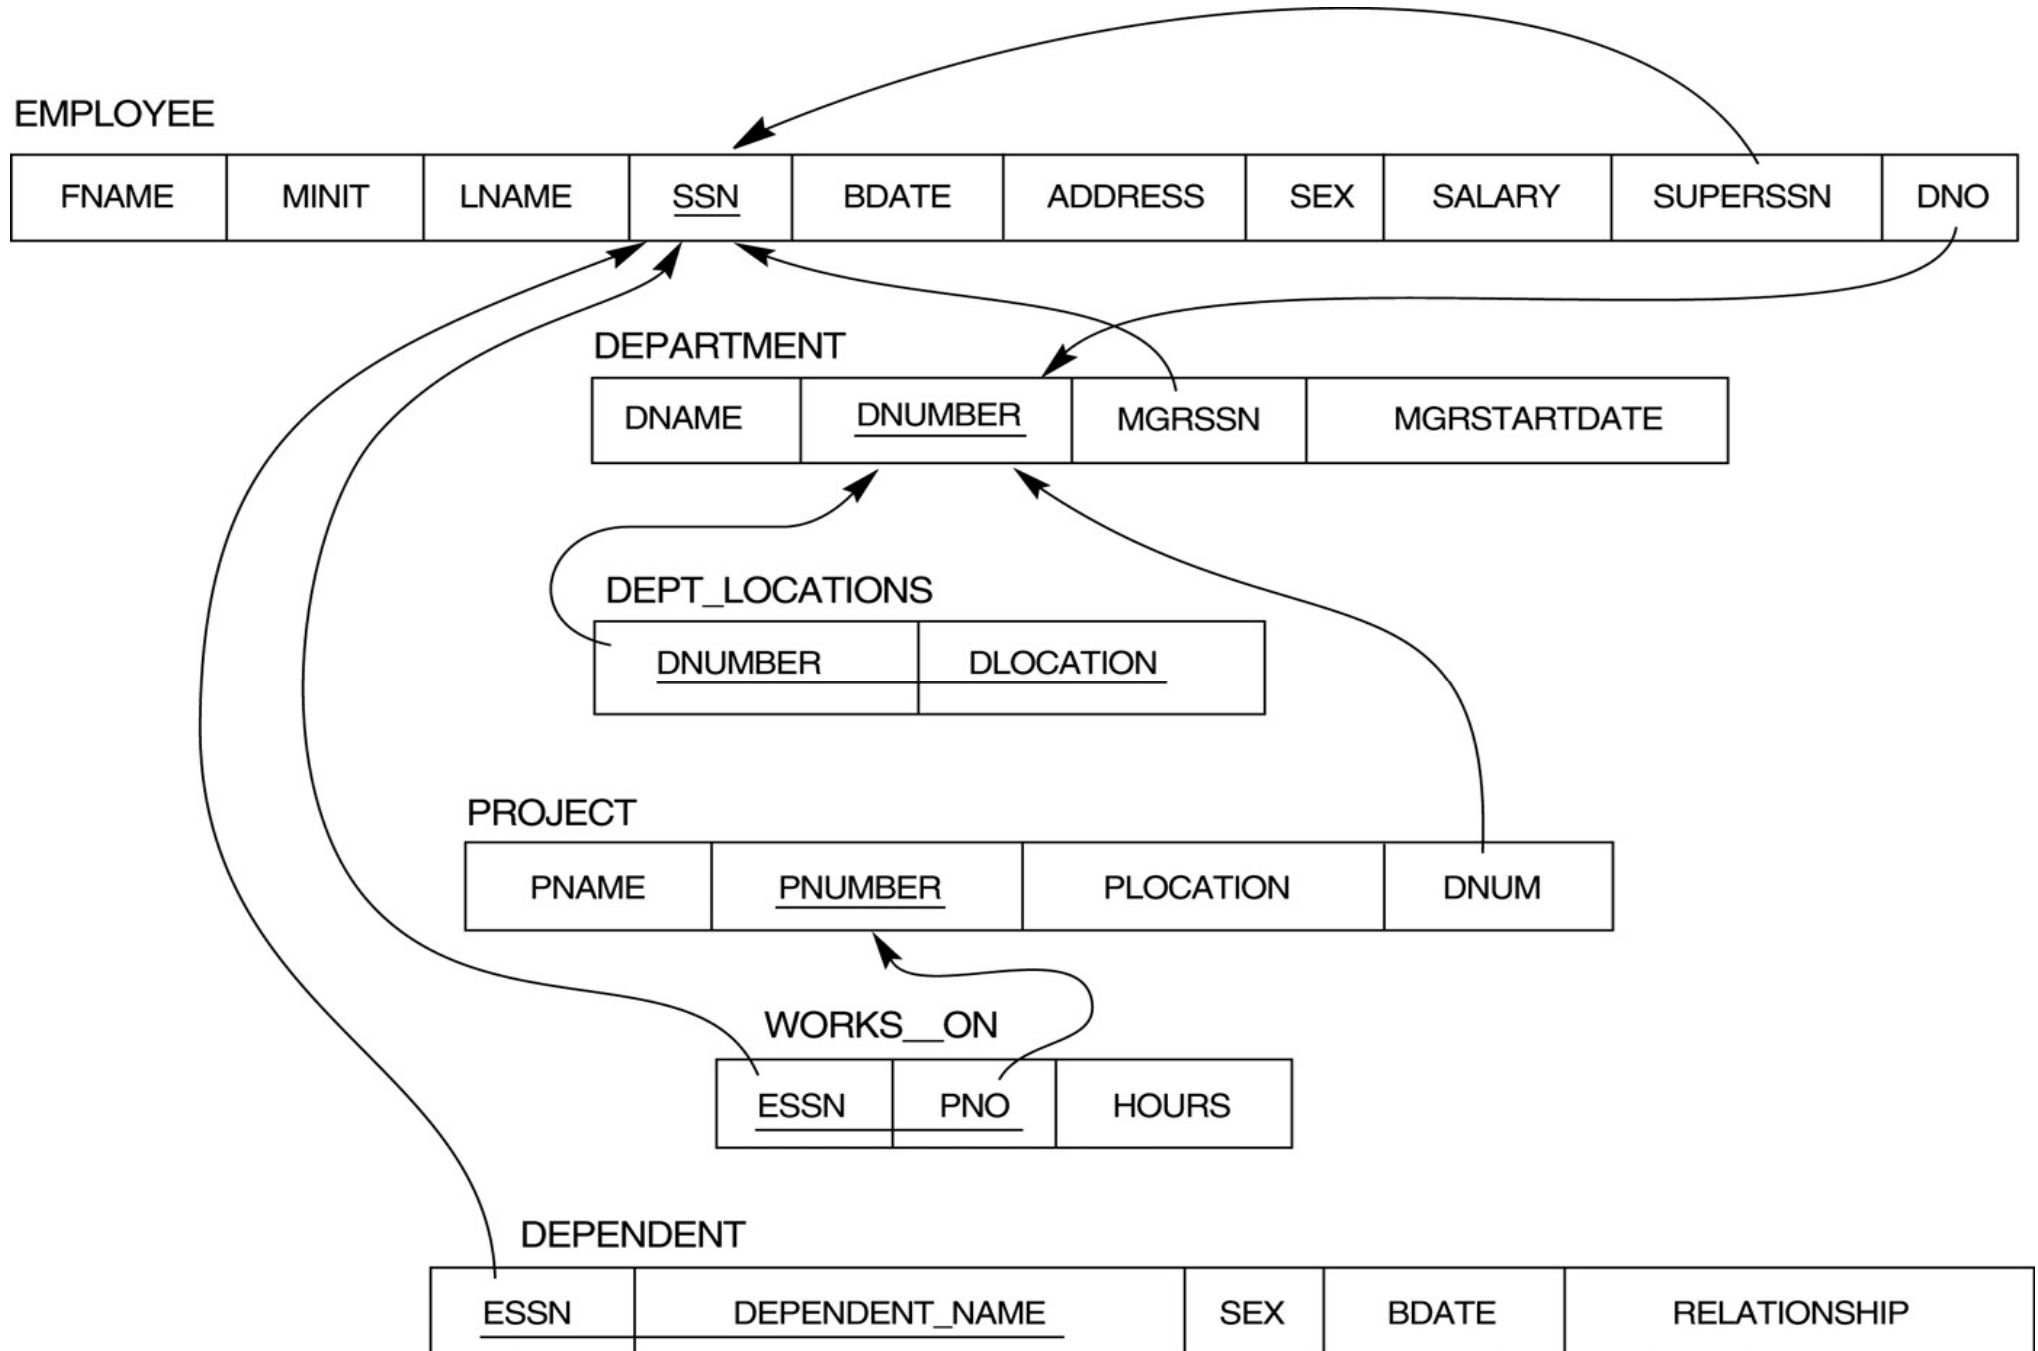 EMPLOYEE
FNAME MINIT LNAME SSN BDATE ADDRESS SEX SALARY SUPERSSN DNO
DEPARTMENT
DNAME DNUMBER MGRSSN MGRSTARTDATE
DEPT_LOCATIONS
DNUMBER DLOCATION
PROJECT
PNAME PNUMBER PLOCATION DNUM
WORKS__ON
ESSN PNO HOURS
DEPENDENT
ESSN DEPENDENT_NAME SEX BDATE RELATIONSHIP